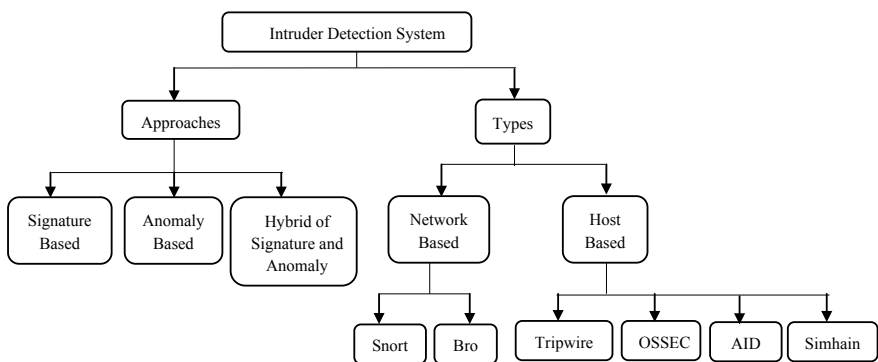 Intruder Detection System
Approaches
Types
Signature
Based
Anomaly
Based
Hybrid of
Signature and
Anomaly
Network
Based
Host
Based
Snort
Bro
Tripwire
OSSEC
AID
Simhain